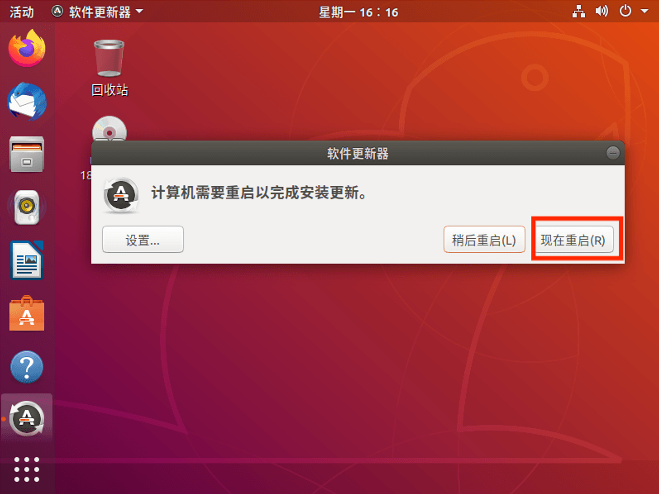 活动 软件更新器 星期一 16：16
回收站
软件更新器
18
计算机需要重启以完成安装更新。
设置... 稍后重启(L) 现在重启(R)